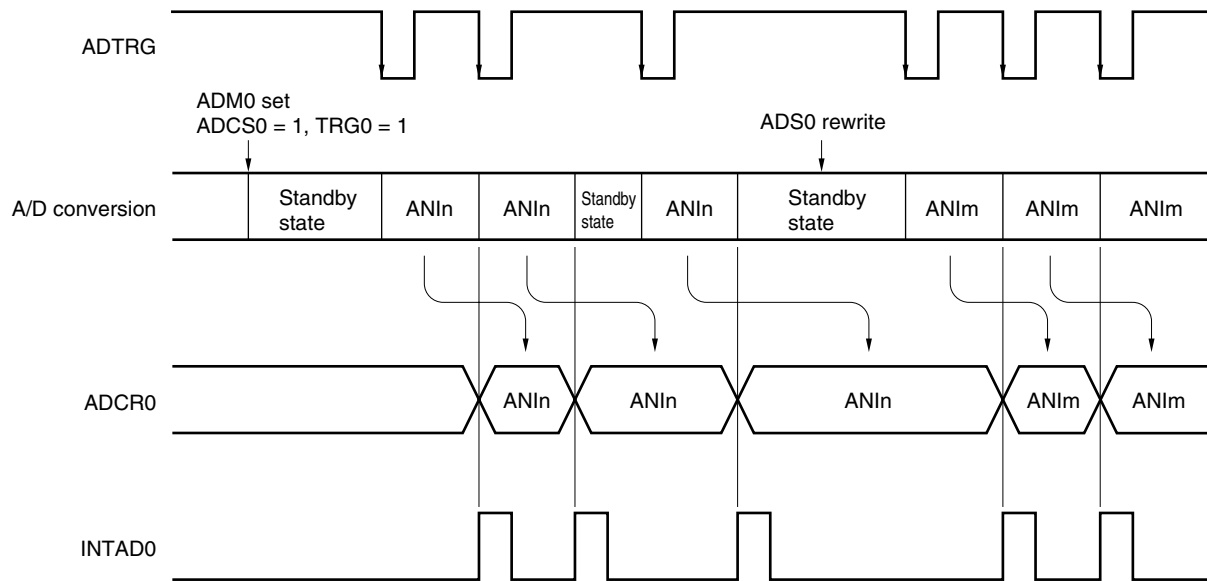 ADTRG
ADM0 set
ADCS0 = 1, TRG0 = 1
ADS0 rewrite
A/D conversion
Standby state
ANIn
ANIn
Standby state
ANIn
Standby state
ANIm
ANIm
ANIm
ADCR0
ANIn
ANIn
ANIn
ANIm
ANIm
INTAD0